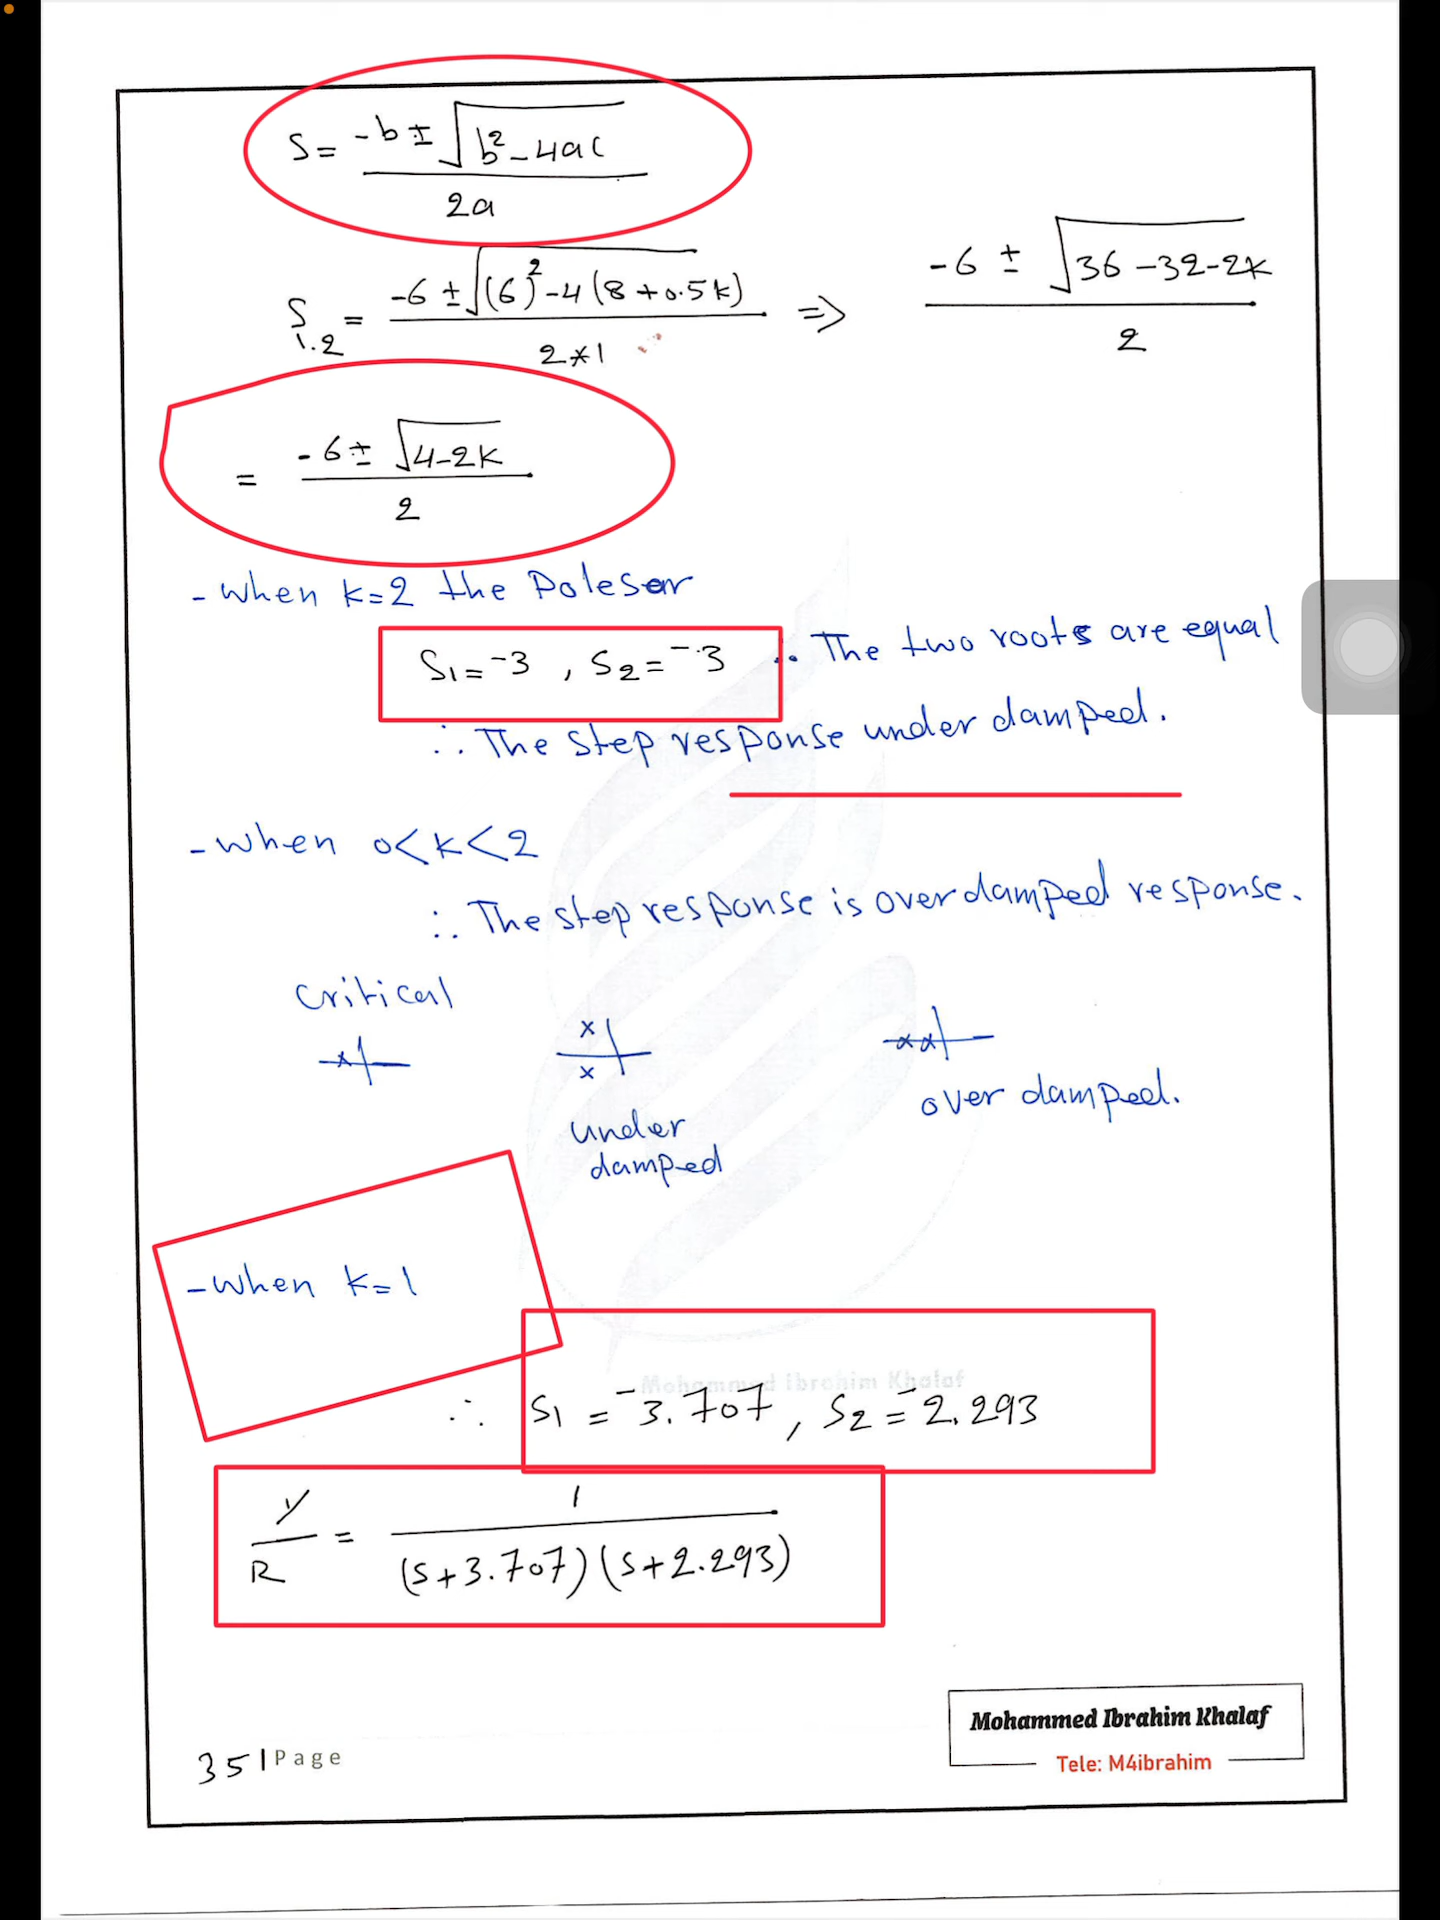 S = -b ± √(b² - 4ac) / 2a
S1.2 = -6 ± √((6)² - 4(8 + 0.5k)) / 2*1 => -6 ± √(36 - 32 - 2k) / 2
= -6 ± √(4 - 2k) / 2
- when k=2 the Poles ar
S1 = -3 , S2 = -3 ∴ The two roots are equal
∴ The step response under damped.
- when 0<k<2
∴ The step response is over damped response.
critical
under
damped
over damped.
- when k=1
Mohammed Ibrahim Khalaf
∴ S1 = -3.707 , S2 = -2.293
Y/R = 1 / (S+3.707)(S+2.293)
Mohammed Ibrahim Khalaf
Tele: M4ibrahim
35 | Page